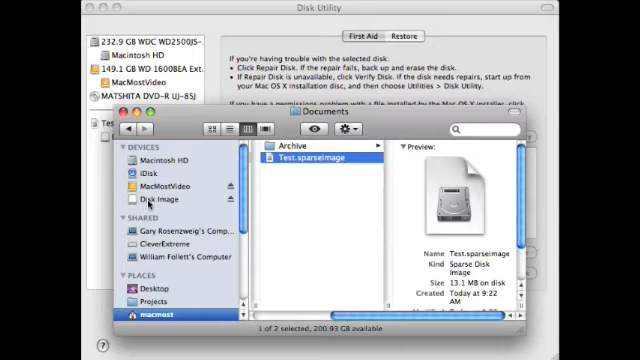 Disk Utility
232.9 GB WDC WD2500JS-...
Macintosh HD
149.1 GB WD 1600BEA Ext...
MacMostVideo
MATSHITA DVD-R UJ-85J
First Aid
Restore
If you're having trouble with the selected disk:
• Click Repair Disk. If the repair fails, back up and erase the disk.
• If Repair Disk is unavailable, click Verify Disk. If the disk needs repairs, start up from
your Mac OS X installation disc, and then choose Utilities > Disk Utility.
Documents
DEVICES
Macintosh HD
iDisk
MacMostVideo
Disk Image
SHARED
Gary Rosenzweig's Comp...
CleverExtreme
William Follett's Computer
PLACES
Desktop
Projects
macmost
Archive
Test.sparseimage
Preview:
Name Test.sparseimage
Kind Sparse Disk
Image
Size 13.1 MB on disk
Created Today at 9:22
AM
1 of 2 selected, 200.93 GB available